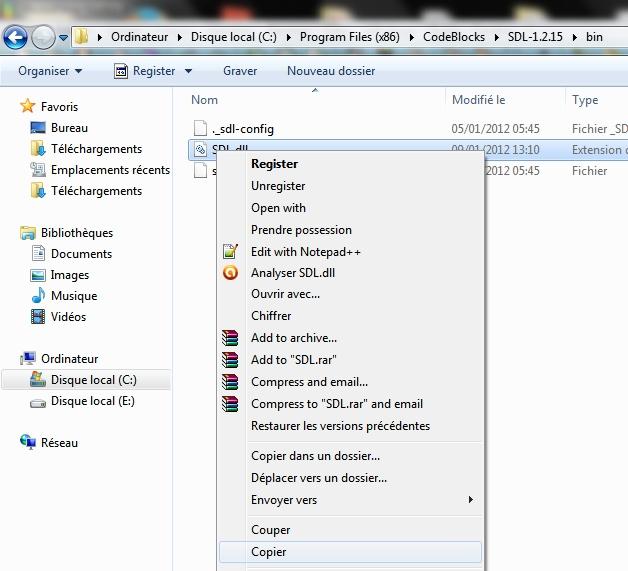 Ordinateur Disque local (C:) Program Files (x86) CodeBlocks SDL-1.2.15 bin
Organiser Register Graver Nouveau dossier
Nom Modifié le Type
Favoris
Bureau
Téléchargements
Emplacements récents
Téléchargements
Bibliothèques
Documents
Images
Musique
Vidéos
Ordinateur
Disque local (C:)
Disque local (E:)
Réseau
._sdl-config 05/01/2012 05:45 Fichier _SD
SDL.dll 09/01/2012 13:10 Extension
s 2012 05:45 Fichier
Register
Unregister
Open with
Prendre possession
Edit with Notepad++
Analyser SDL.dll
Ouvrir avec...
Chiffrer
Add to archive...
Add to "SDL.rar"
Compress and email...
Compress to "SDL.rar" and email
Restaurer les versions précédentes
Copier dans un dossier...
Déplacer vers un dossier...
Envoyer vers
Couper
Copier